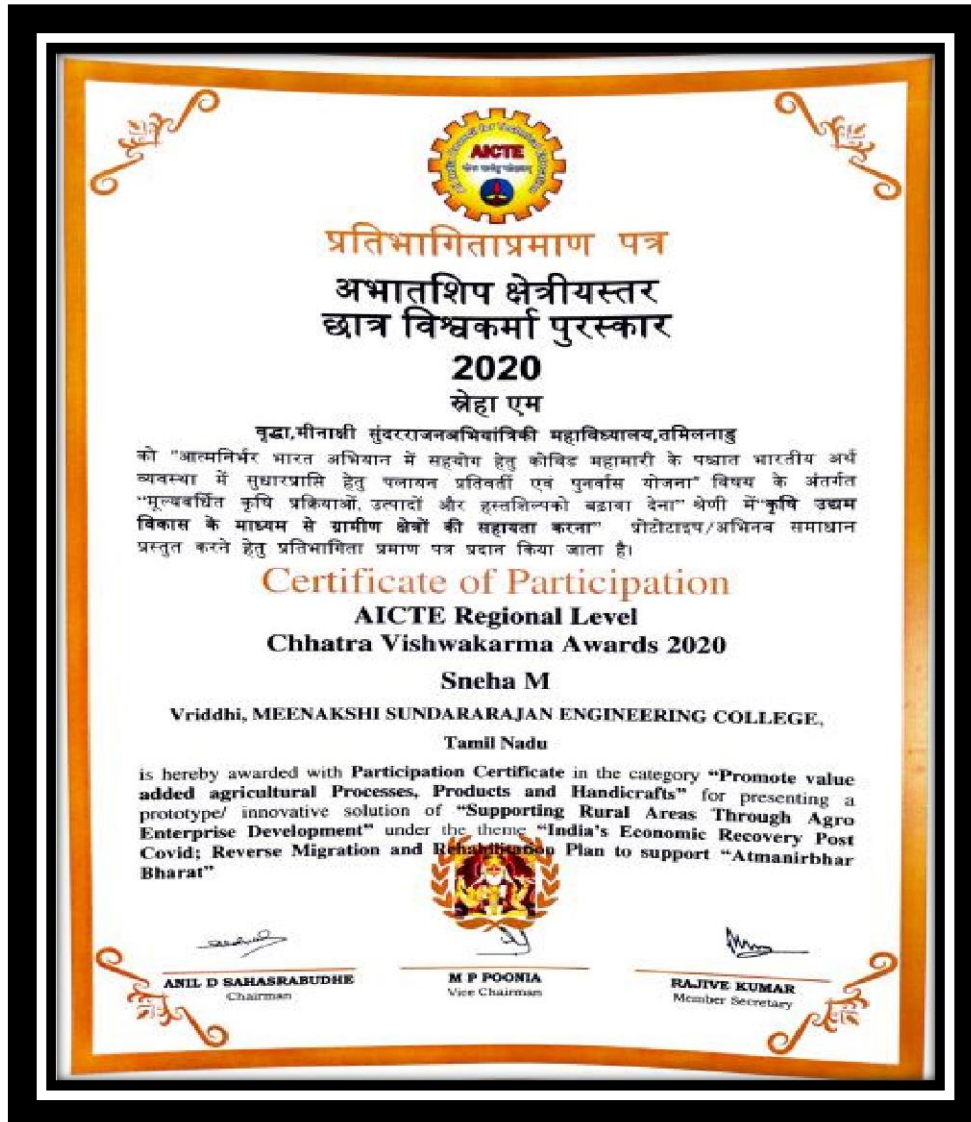 AICTE
प्रतिभागिताप्रमाण पत्र
अभातशिप क्षेत्रीयस्तर
छात्र विश्वकर्मा पुरस्कार
2020
स्नेहा एम
वृद्धा,मीनाक्षी सुंदरराजनअभियांत्रिकी महाविध्यालय,तमिलनाडु
को "आत्मनिर्भर भारत अभियान में सहयोग हेतु कोविड महामारी के पश्चात भारतीय अर्थ
व्यवस्था में सुधारप्राप्ति हेतु पलायन प्रतिवर्ती एवं पुनर्वास योजना" विषय के अंतर्गत
"मूल्यवर्धित कृषि प्रक्रियाओं, उत्पादों और हस्तशिल्पको बढ़ावा देना" श्रेणी में"कृषि उद्यम
विकास के माध्यम से ग्रामीण क्षेत्रों की सहायता करना" प्रोटोटाइप/अभिनव समाधान
प्रस्तुत करने हेतु प्रतिभागिता प्रमाण पत्र प्रदान किया जाता है।
Certificate of Participation
AICTE Regional Level
Chhatra Vishwakarma Awards 2020
Sneha M
Vriddhi, MEENAKSHI SUNDARARAJAN ENGINEERING COLLEGE,
Tamil Nadu
is hereby awarded with Participation Certificate in the category "Promote value
added agricultural Processes, Products and Handicrafts" for presenting a
prototype/ innovative solution of "Supporting Rural Areas Through Agro
Enterprise Development" under the theme "India's Economic Recovery Post
Covid; Reverse Migration and Rehabilitation Plan to support "Atmanirbhar
Bharat"
ANIL D SAHASRABUDHE
Chairman
M P POONIA
Vice Chairman
RAJIVE KUMAR
Member Secretary